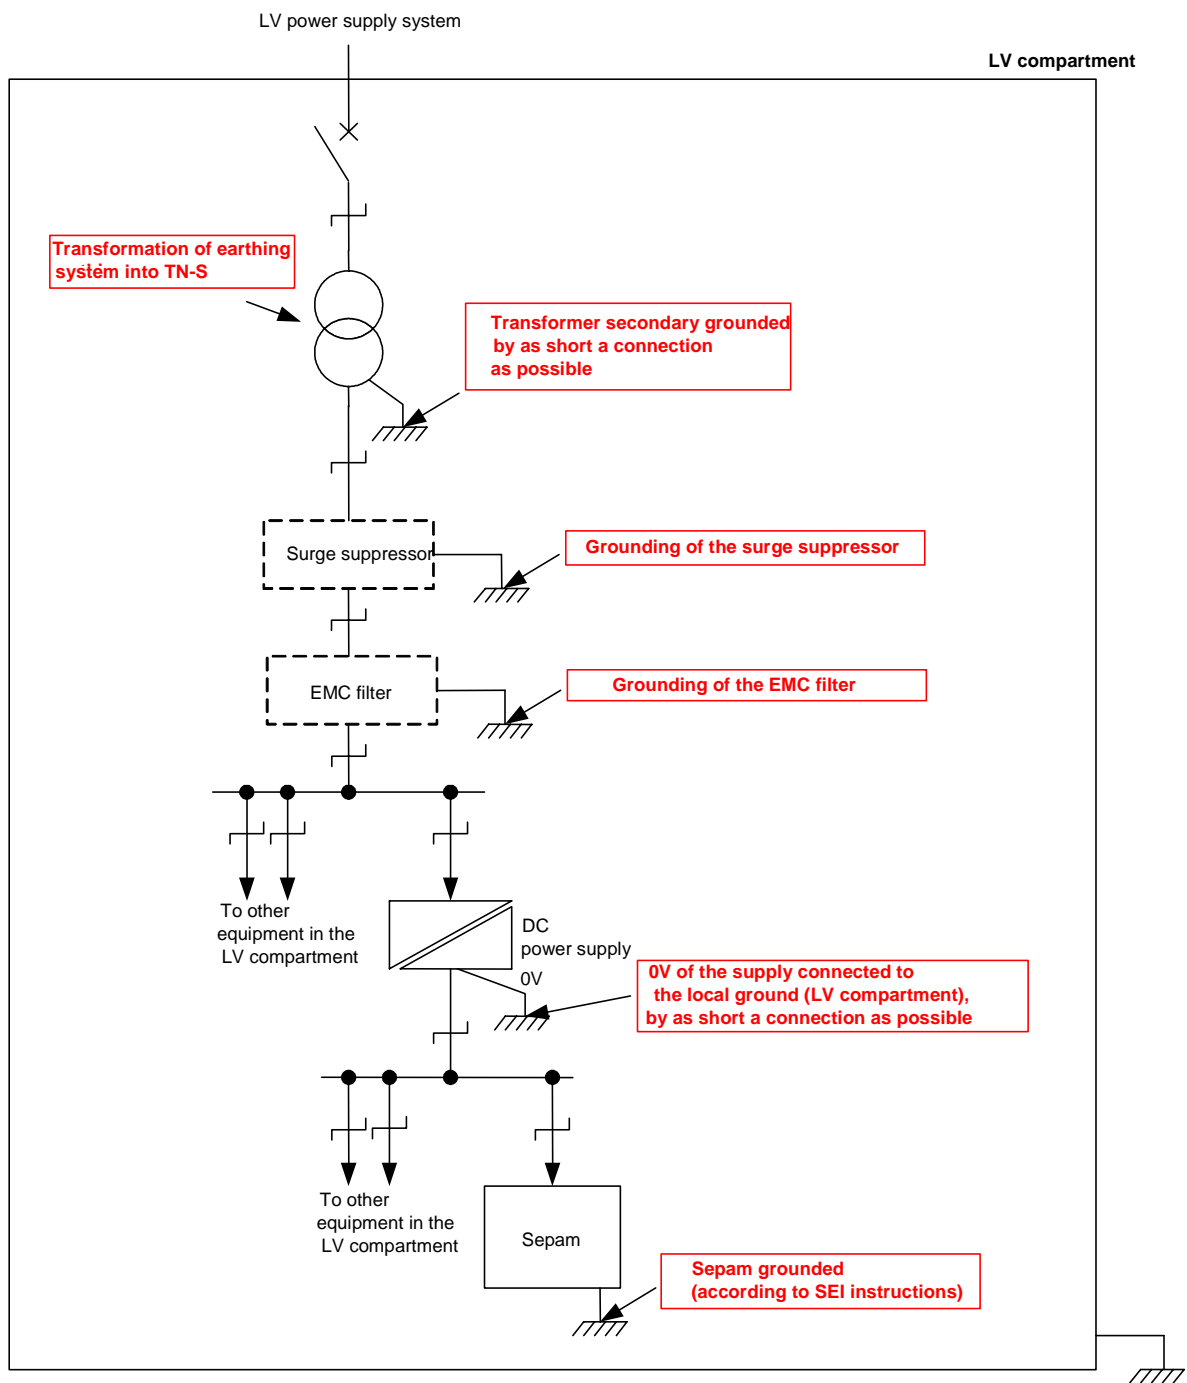 LV power supply system
LV compartment
Transformation of earthing
system into TN-S
Transformer secondary grounded
by as short a connection
as possible
Surge suppressor
Grounding of the surge suppressor
EMC filter
Grounding of the EMC filter
To other
equipment in the
LV compartment
DC
power supply
0V
0V of the supply connected to
the local ground (LV compartment),
by as short a connection as possible
To other
equipment in the
LV compartment
Sepam
Sepam grounded
(according to SEI instructions)